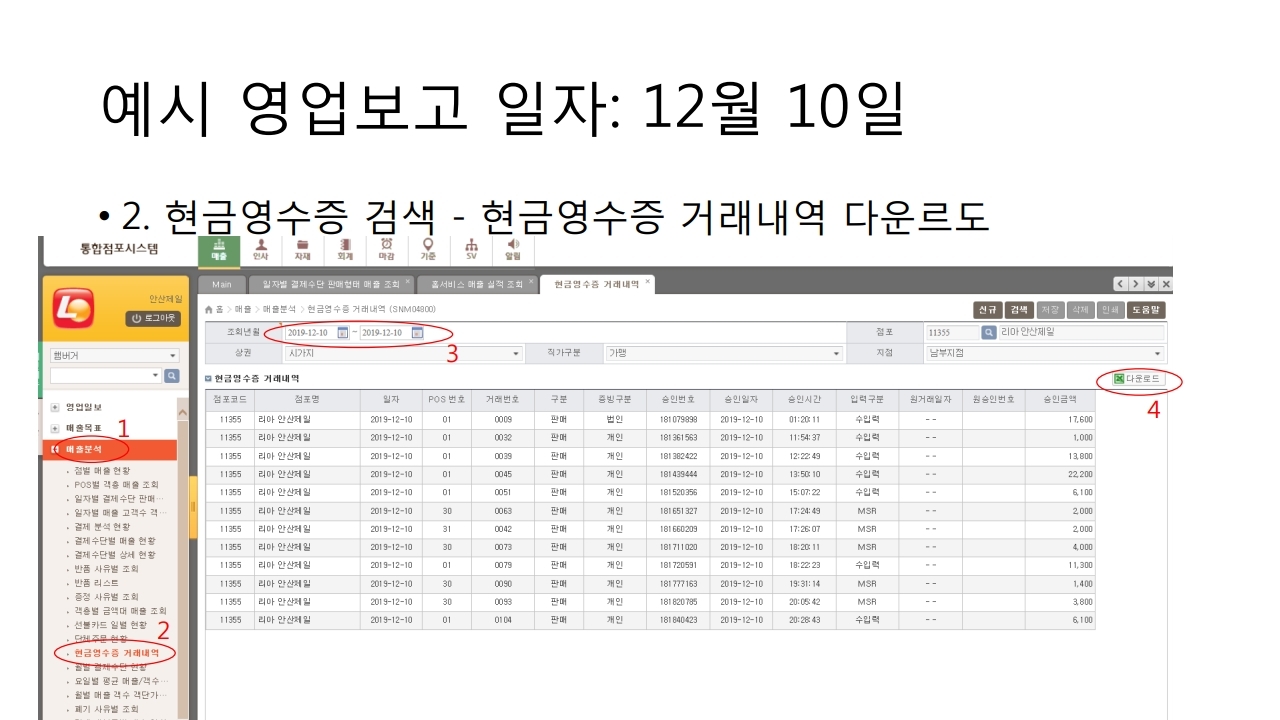 예시 영업보고 일자: 12월 10일
• 2. 현금영수증 검색 - 현금영수증 거래내역 다운르도
통합점포시스템
매출 인사 자재 회계 마감 기준 SV 알림
안산제일
로그아웃
Main 일자별 결제수단 판매형태 매출 조회 홈서비스 매출 실적 조회 현금영수증 거래내역
홈 > 매출 > 매출분석 > 현금영수증 거래내역 (SNM04800)
신규 검색 저장 삭제 인쇄 도움말
조회년월 2019-12-10 ~ 2019-12-10 점포 11355 리아안산제일
상권 시가지 직가구분 가맹 지점 남부지점
3
현금영수증 거래내역
다운로드
4
햄버거
영업일보
매출목표
1
매출분석
점별 매출 현황
POS별 객층 매출 조회
일자별 결제수단 판매···
일자별 매출 고객수 객···
결제 분석 현황
결제수단별 매출 현황
결제수단별 상세 현황
반품 사유별 조회
반품 리스트
증정 사유별 조회
객층별 금액대 매출 조회
선불카드 일별 현황
단체주문 현황
2
현금영수증 거래내역
월별 결제수단 현황
요일별 평균 매출/객수···
월별 매출 객수 객단가···
폐기 사유별 조회
점포코드 점포명 일자 POS 번호 거래번호 구분 증빙구분 승인번호 승인일자 승인시간 입력구분 원거래일자 원승인번호 승인금액
11355 리아 안산제일 2019-12-10 01 0009 판매 법인 181079898 2019-12-10 01:20:11 수입력 -- 17,600
11355 리아 안산제일 2019-12-10 01 0026 판매 개인 181361563 2019-12-10 11:54:37 수입력 -- 1,000
11355 리아 안산제일 2019-12-10 01 0039 판매 개인 181382422 2019-12-10 12:22:49 수입력 -- 13,800
11355 리아 안산제일 2019-12-10 01 0045 판매 개인 181439444 2019-12-10 13:50:10 수입력 -- 22,200
11355 리아 안산제일 2019-12-10 01 0051 판매 개인 181520356 2019-12-10 15:07:22 수입력 -- 6,100
11355 리아 안산제일 2019-12-10 30 0063 판매 개인 181651327 2019-12-10 17:24:49 MSR -- 2,000
11355 리아 안산제일 2019-12-10 31 0042 판매 개인 181660209 2019-12-10 17:26:07 MSR -- 2,000
11355 리아 안산제일 2019-12-10 30 0073 판매 개인 181711020 2019-12-10 18:20:11 MSR -- 4,000
11355 리아 안산제일 2019-12-10 01 0079 판매 개인 181720591 2019-12-10 18:22:23 수입력 -- 11,300
11355 리아 안산제일 2019-12-10 30 0090 판매 개인 181777163 2019-12-10 19:31:14 MSR -- 1,400
11355 리아 안산제일 2019-12-10 30 0093 판매 개인 181820785 2019-12-10 20:05:42 MSR -- 3,800
11355 리아 안산제일 2019-12-10 01 0104 판매 개인 181840423 2019-12-10 20:28:43 수입력 -- 6,100